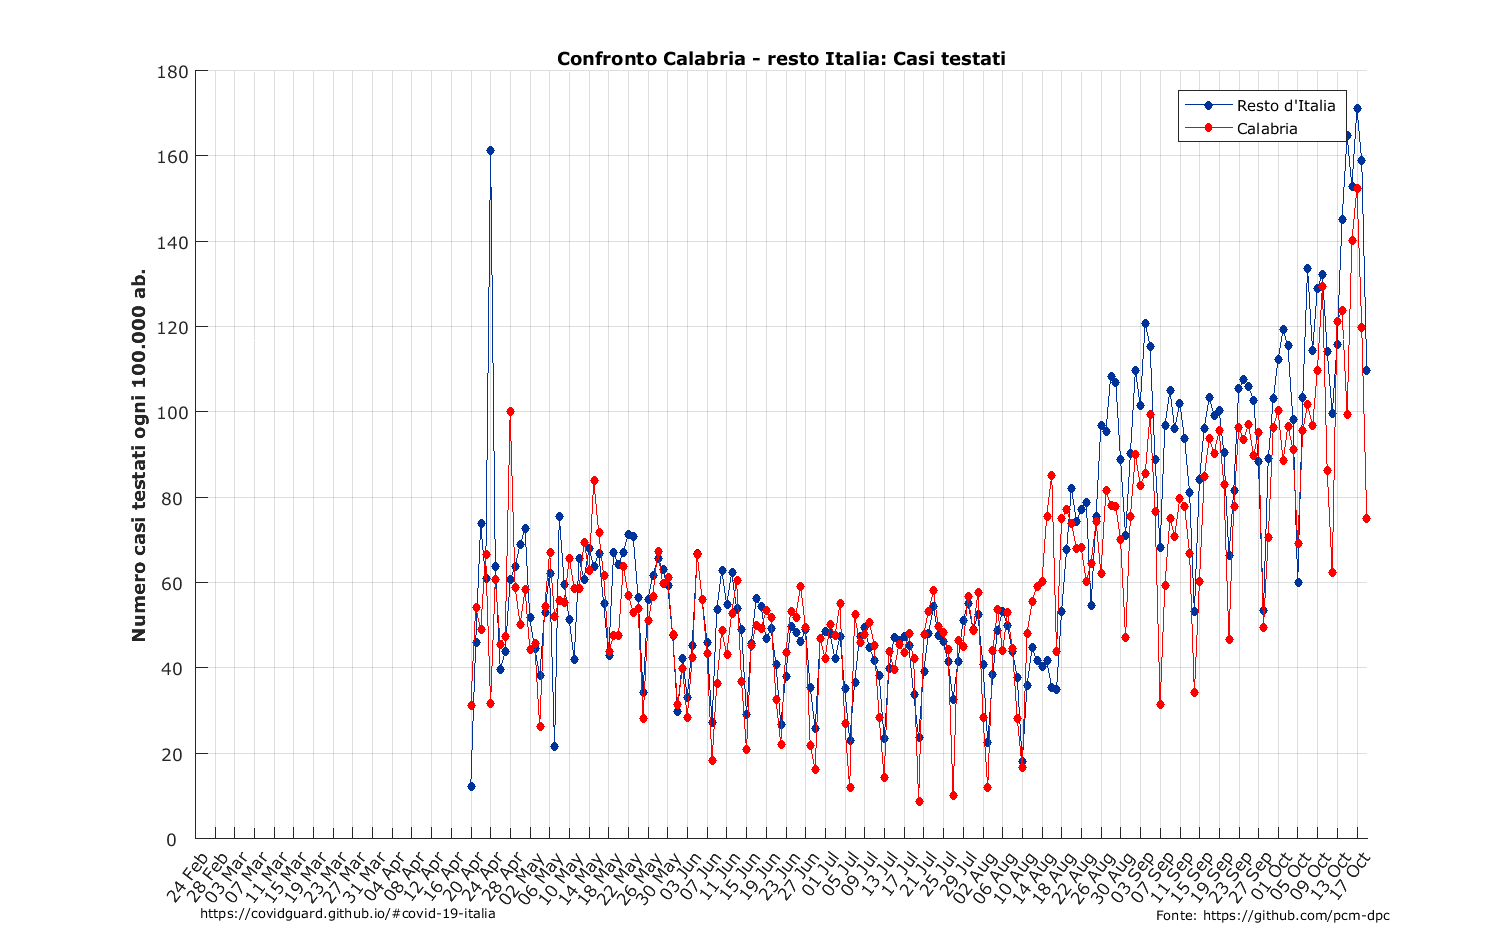 Confronto Calabria - resto Italia: Casi testati
Resto d'Italia
Calabria
Numero casi testati ogni 100.000 ab.
180
160
140
120
100
80
60
40
20
0
24 Feb
28 Feb
03 Mar
07 Mar
11 Mar
15 Mar
19 Mar
23 Mar
27 Mar
31 Mar
04 Apr
08 Apr
12 Apr
16 Apr
20 Apr
24 Apr
28 Apr
02 May
06 May
10 May
14 May
18 May
22 May
26 May
30 May
03 Jun
07 Jun
11 Jun
15 Jun
19 Jun
23 Jun
27 Jun
01 Jul
05 Jul
09 Jul
13 Jul
17 Jul
21 Jul
25 Jul
29 Jul
02 Aug
06 Aug
10 Aug
14 Aug
18 Aug
22 Aug
26 Aug
30 Aug
03 Sep
07 Sep
11 Sep
15 Sep
19 Sep
23 Sep
27 Sep
01 Oct
05 Oct
09 Oct
13 Oct
17 Oct
https://covidguard.github.io/#covid-19-italia
Fonte: https://github.com/pcm-dpc